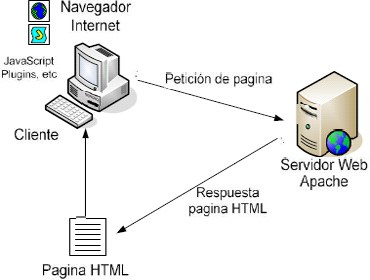 Navegador
Internet
JavaScript
Plugins, etc
Petición de pagina
Cliente
Servidor Web
Apache
Respuesta
pagina HTML
Pagina HTML